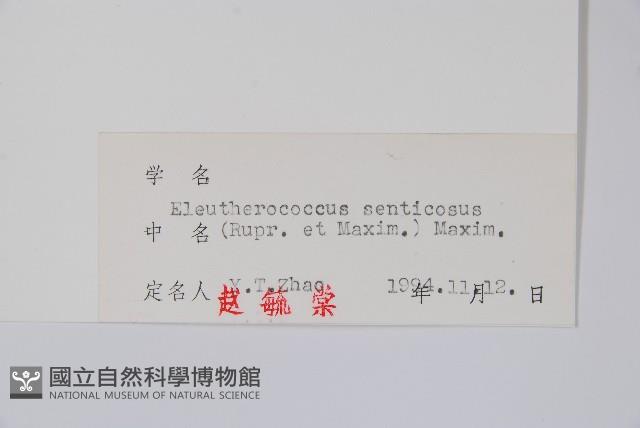 学 名
Eleutherococcus senticosus
中 名 (Rupr. et Maxim.) Maxim.
定名人 Y.T.Zhao 1994.11.12. 年 月 日
赵毓棠
國立自然科學博物館
NATIONAL MUSEUM OF NATURAL SCIENCE